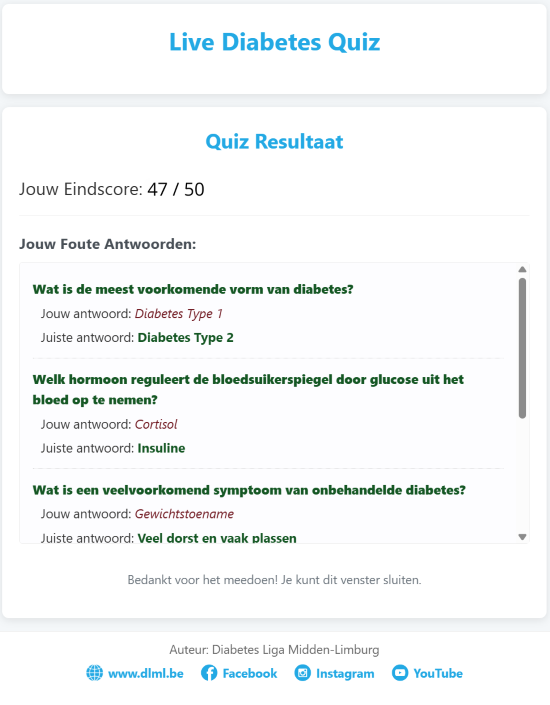 Live Diabetes Quiz
Quiz Resultaat
Jouw Eindscore: 47 / 50
Jouw Foute Antwoorden:
Wat is de meest voorkomende vorm van diabetes?
Jouw antwoord: Diabetes Type 1
Juiste antwoord: Diabetes Type 2
Welk hormoon reguleert de bloedsuikerspiegel door glucose uit het
bloed op te nemen?
Jouw antwoord: Cortisol
Juiste antwoord: Insuline
Wat is een veelvoorkomend symptoom van onbehandelde diabetes?
Jouw antwoord: Gewichtstoename
Juiste antwoord: Veel dorst en vaak plassen
Bedankt voor het meedoen! Je kunt dit venster sluiten.
Auteur: Diabetes Liga Midden-Limburg
www.dlml.be Facebook Instagram YouTube